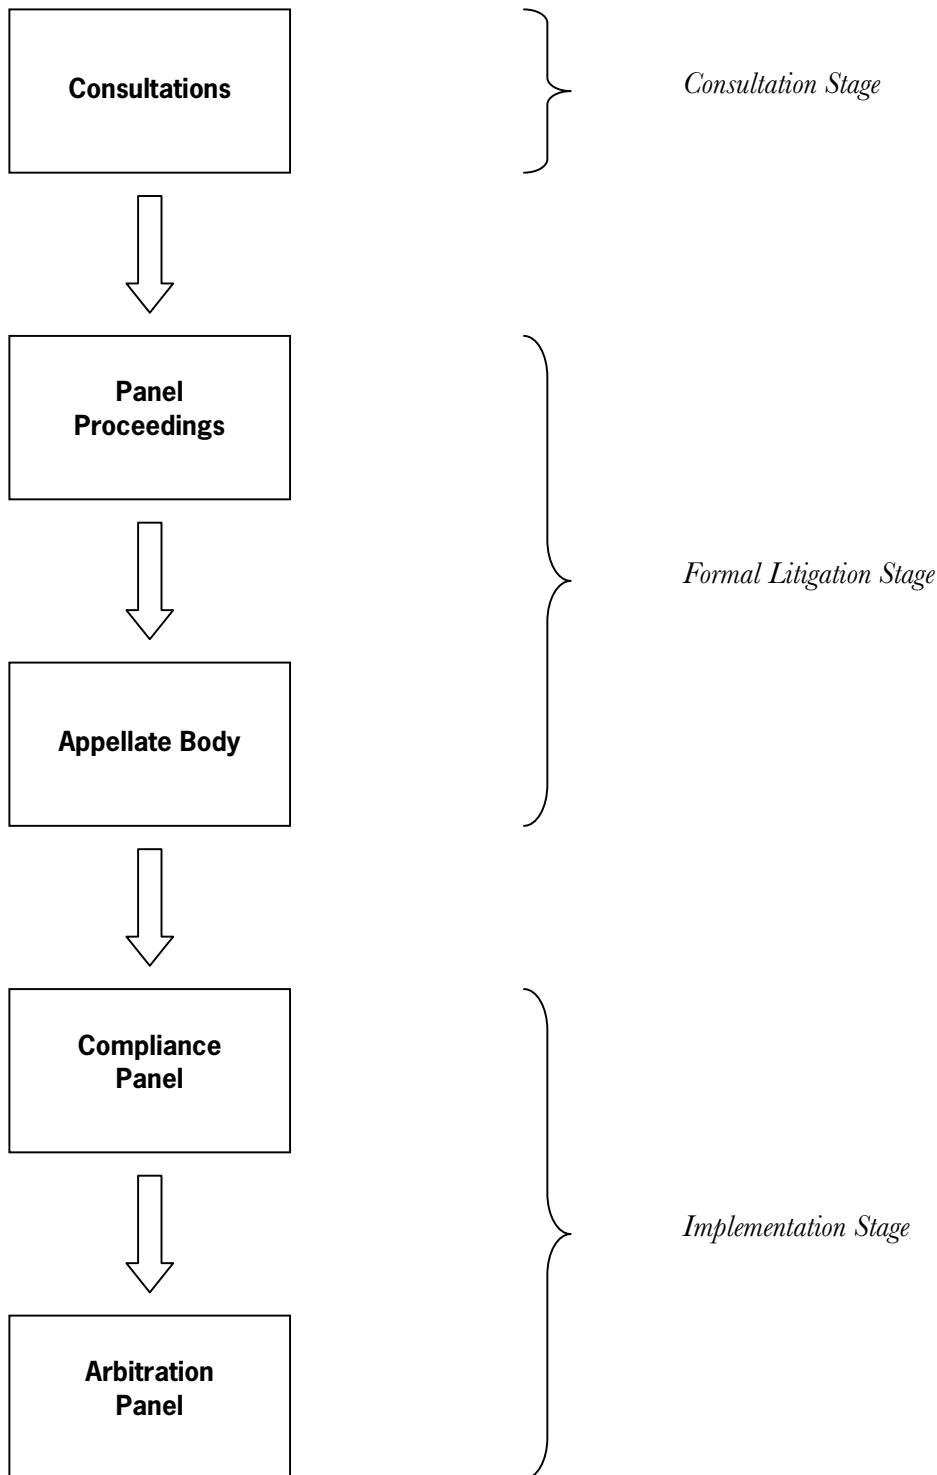 Consultations
Consultation Stage
Panel
Proceedings
Formal Litigation Stage
Appellate Body
Compliance
Panel
Implementation Stage
Arbitration
Panel